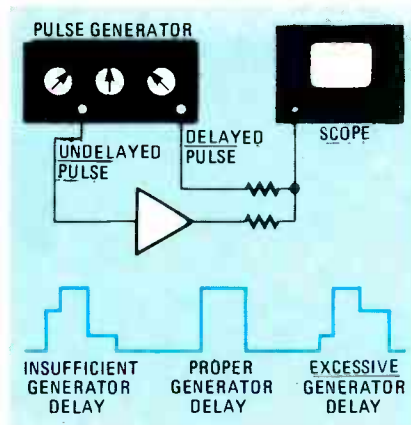 PULSE GENERATOR
SCOPE
UNDELAYED
PULSE
DELAYED
PULSE
INSUFFICIENT
GENERATOR
DELAY
PROPER
GENERATOR
DELAY
EXCESSIVE
GENERATOR
DELAY